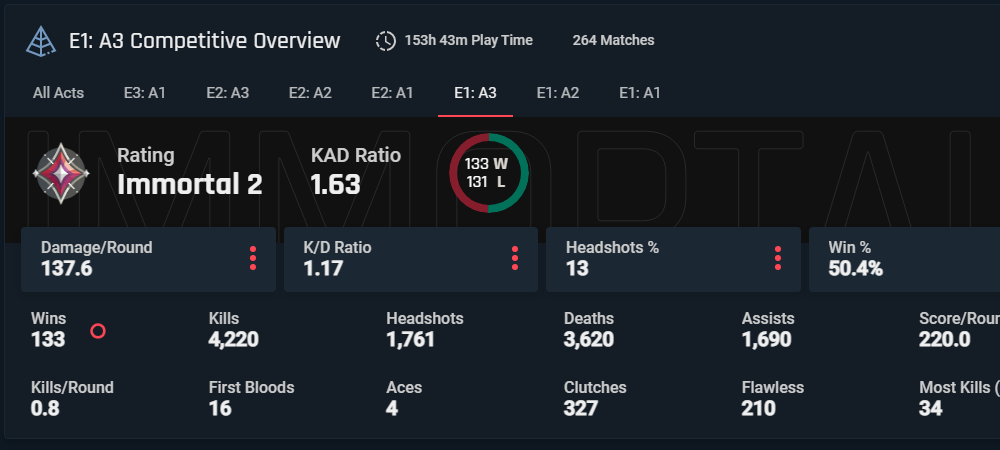 E1: A3 Competitive Overview 153h 43m Play Time 264 Matches
All Acts E3: A1 E2: A3 E2: A2 E2: A1 E1: A3 E1: A2 E1: A1
IMMORTAL
Rating KAD Ratio
Immortal 2 1.63
133 W
131 L
Damage/Round K/D Ratio Headshots % Win %
137.6 1.17 13 50.4%
Wins Kills Headshots Deaths Assists Score/Roun
133 4,220 1,761 3,620 1,690 220.0
Kills/Round First Bloods Aces Clutches Flawless Most Kills (
0.8 16 4 327 210 34